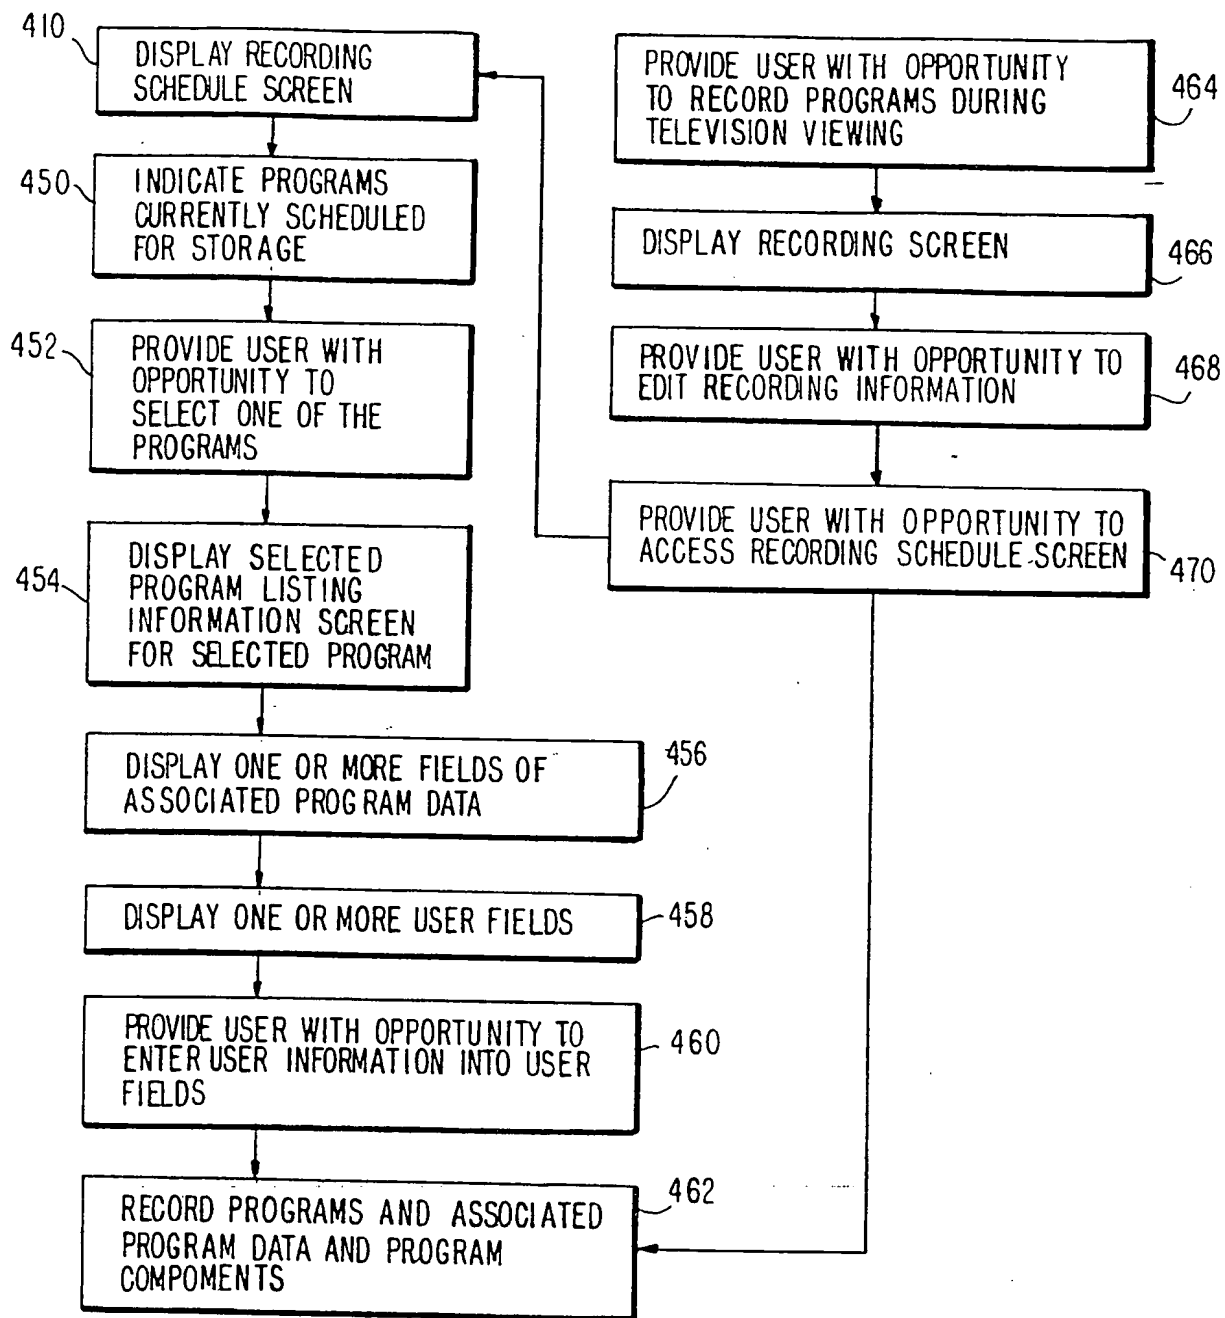 410
DISPLAY RECORDING
SCHEDULE SCREEN
450
INDICATE PROGRAMS
CURRENTLY SCHEDULED
FOR STORAGE
452
PROVIDE USER WITH
OPPORTUNITY TO
SELECT ONE OF THE
PROGRAMS
454
DISPLAY SELECTED
PROGRAM LISTING
INFORMATION SCREEN
FOR SELECTED PROGRAM
DISPLAY ONE OR MORE FIELDS OF
ASSOCIATED PROGRAM DATA
456
DISPLAY ONE OR MORE USER FIELDS
458
PROVIDE USER WITH OPPORTUNITY TO
ENTER USER INFORMATION INTO USER
FIELDS
460
RECORD PROGRAMS AND ASSOCIATED
PROGRAM DATA AND PROGRAM
COMPOMENTS
462
PROVIDE USER WITH OPPORTUNITY
TO RECORD PROGRAMS DURING
TELEVISION VIEWING
464
DISPLAY RECORDING SCREEN
466
PROVIDE USER WITH OPPORTUNITY TO
EDIT RECORDING INFORMATION
468
PROVIDE USER WITH OPPORTUNITY TO
ACCESS RECORDING SCHEDULE SCREEN
470